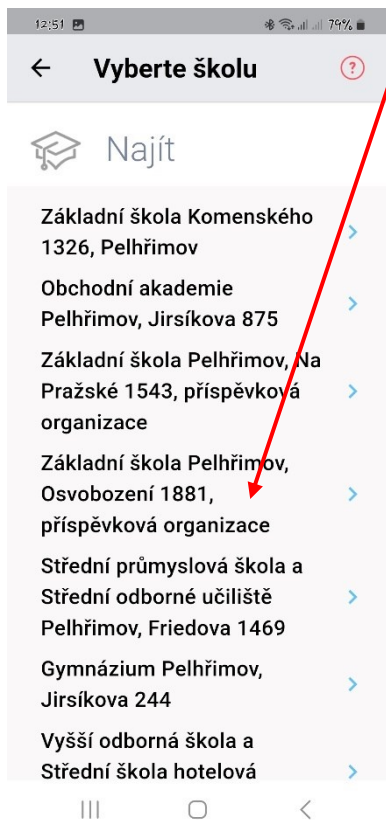 12:51 79%
Vyberte školu ?
Najít
Základní škola Komenského
1326, Pelhřimov
Obchodní akademie
Pelhřimov, Jirsíkova 875
Základní škola Pelhřimov, Na
Pražské 1543, příspěvková
organizace
Základní škola Pelhřimov,
Osvobození 1881,
příspěvková organizace
Střední průmyslová škola a
Střední odborné učiliště
Pelhřimov, Friedova 1469
Gymnázium Pelhřimov,
Jirsíkova 244
Vyšší odborná škola a
Střední škola hotelová